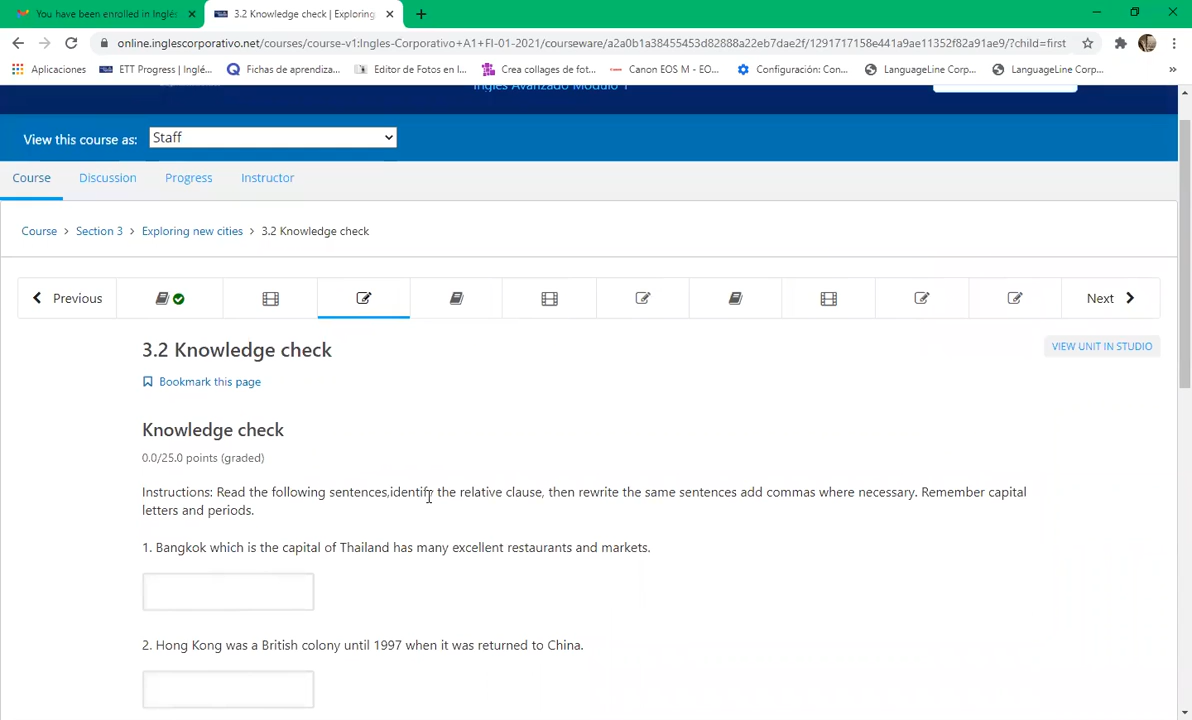 You have been enrolled in Inglés
3.2 Knowledge check | Exploring
online.inglescorporativo.net/courses/course-v1:Ingles-Corporativo+A1+FI-01-2021/courseware/a2a0b1a38455453d82888a22eb7dae2f/1291717158e441a9ae11352f82a91ae9/?child=first
Aplicaciones
ETT Progress | Inglé...
Fichas de aprendiza...
Editor de Fotos en l...
Crea collages de fot...
Canon EOS M - EO...
Configuración: Con...
LanguageLine Corp...
LanguageLine Corp...
»
Inglés Avanzado Módulo 1
View this course as:
Staff
Course
Discussion
Progress
Instructor
Course > Section 3 > Exploring new cities > 3.2 Knowledge check
Previous
Next
3.2 Knowledge check
VIEW UNIT IN STUDIO
Bookmark this page
Knowledge check
0.0/25.0 points (graded)
Instructions: Read the following sentences,identify the relative clause, then rewrite the same sentences add commas where necessary. Remember capital
letters and periods.
1. Bangkok which is the capital of Thailand has many excellent restaurants and markets.
2. Hong Kong was a British colony until 1997 when it was returned to China.